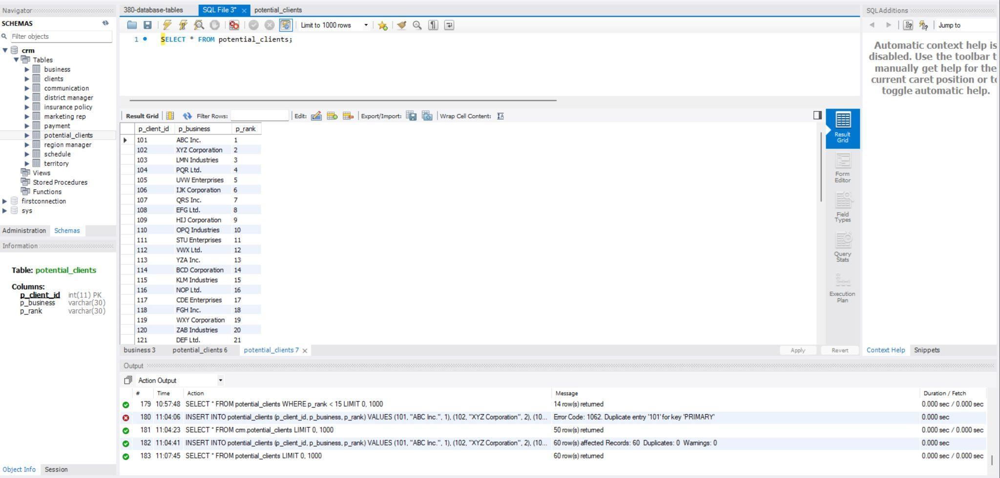 Navigator
SCHEMAS
Filter objects
crm
Tables
business
clients
communication
district manager
insurance policy
marketing rep
payment
potential_clients
region manager
schedule
territory
Views
Stored Procedures
Functions
firstconnection
sys
Administration Schemas
Information
Table: potential_clients
Columns:
p_client_id int(11) PK
p_business varchar(30)
p_rank varchar(30)
Object Info Session
380-database-tables SQL File 3* potential_clients
Limit to 1000 rows
1 SELECT * FROM potential_clients;
Result Grid Filter Rows: Edit: Export/Import: Wrap Cell Content:
p_client_id p_business p_rank
101 ABC Inc. 1
102 XYZ Corporation 2
103 LMN Industries 3
104 PQR Ltd. 4
105 UVW Enterprises 5
106 IJK Corporation 6
107 QRS Inc. 7
108 EFG Ltd. 8
109 HIJ Corporation 9
110 OPQ Industries 10
111 STU Enterprises 11
112 VWX Ltd. 12
113 YZA Inc. 13
114 BCD Corporation 14
115 KLM Industries 15
116 NOP Ltd. 16
117 CDE Enterprises 17
118 FGH Inc. 18
119 WXY Corporation 19
120 ZAB Industries 20
121 DEF Ltd. 21
business 3 potential_clients 6 potential_clients 7
Apply Revert
Result
Grid
Form
Editor
Field
Types
Query
Stats
Execution
Plan
SQLAdditions
Jump to
Automatic context help is
disabled. Use the toolbar t
manually get help for the
current caret position or to
toggle automatic help.
Context Help Snippets
Output
Action Output
# Time Action Message Duration / Fetch
179 10:57:48 SELECT * FROM potential_clients WHERE p_rank < 15 LIMIT 0, 1000 14 row(s) returned 0.000 sec / 0.000 sec
180 11:04:06 INSERT INTO potential_clients (p_client_id, p_business, p_rank) VALUES (101, "ABC Inc.", 1), (102, "XYZ Corporation", 2), (10... Error Code: 1062. Duplicate entry '101' for key 'PRIMARY' 0.000 sec
181 11:04:23 SELECT * FROM crm.potential_clients LIMIT 0, 1000 50 row(s) returned 0.000 sec / 0.000 sec
182 11:04:41 INSERT INTO potential_clients (p_client_id, p_business, p_rank) VALUES (101, "ABC Inc.", 1), (102, "XYZ Corporation", 2), (10... 60 row(s) affected Records: 60 Duplicates: 0 Warnings: 0 0.000 sec
183 11:07:45 SELECT * FROM potential_clients LIMIT 0, 1000 60 row(s) returned 0.000 sec / 0.000 sec